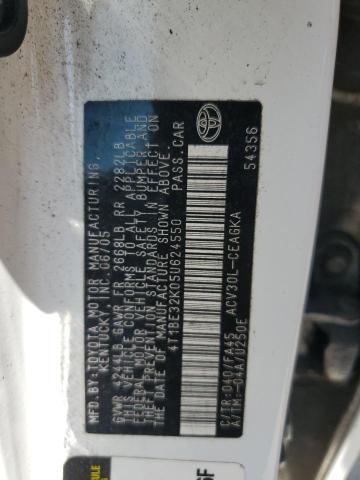 MFD.BY:TOYOTA MOTOR MANUFACTURING,
KENTUCKY, INC. 06/05
GVWR 4244LB GAWR FR 2668LB RR 2282LB
THIS VEHICLE CONFORMS TO ALL APPLICABLE
FEDERAL MOTOR VEHICLE SAFETY, BUMPER AND
THEFT PREVENTION STANDARDS IN EFFECT ON
THE DATE OF MANUFACTURE SHOWN ABOVE.
4T1BE32K05U624550 PASS.CAR
C/TR:040/FA45 ACV30L-CEAGKA
A/TM:-04A/U250E 54356